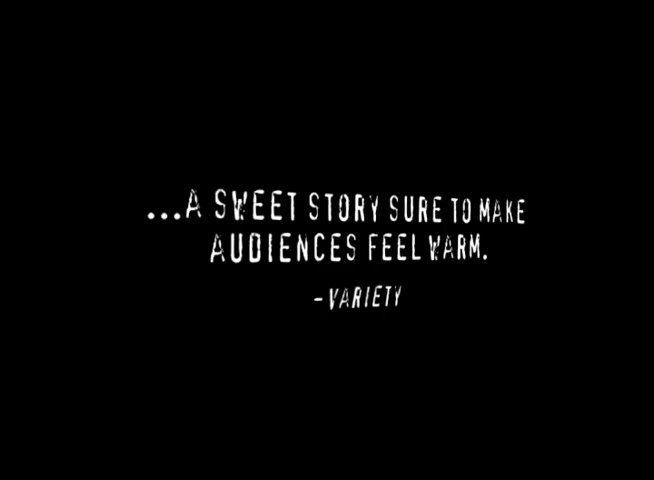 ...A SWEET STORY SURE TO MAKE
AUDIENCES FEEL WARM.
-VARIETY